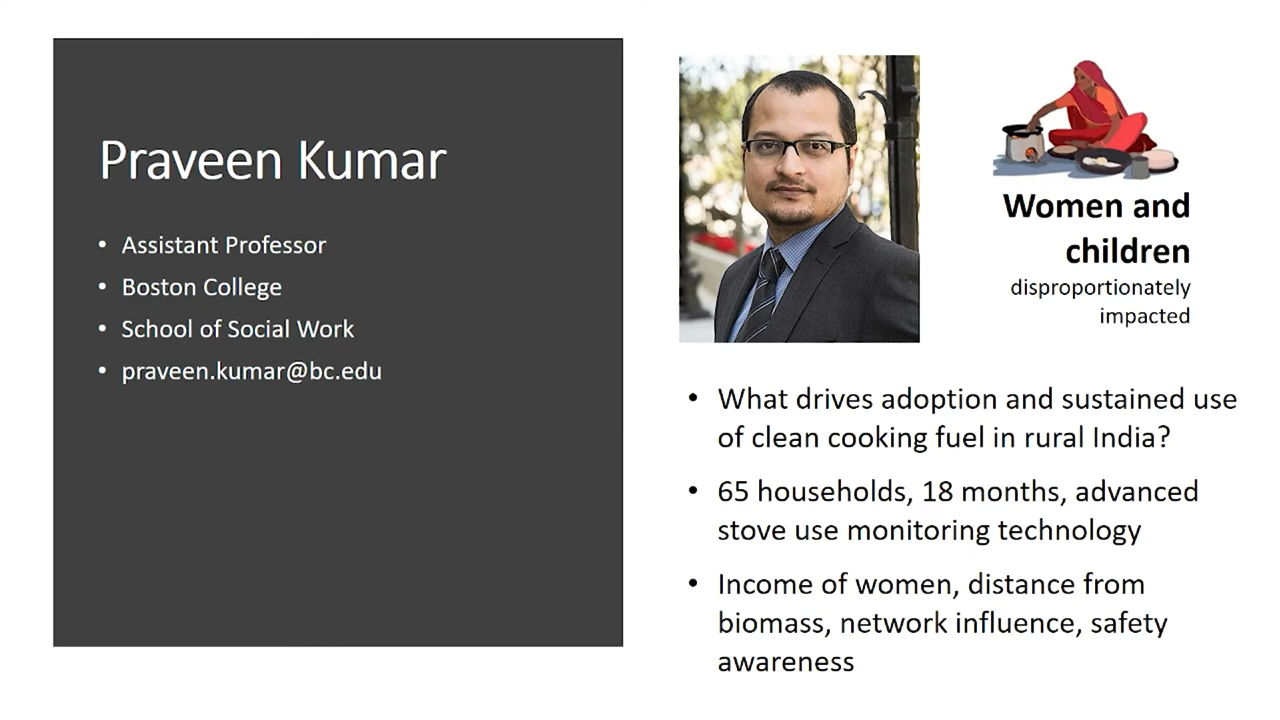 Praveen Kumar
• Assistant Professor
• Boston College
• School of Social Work
• praveen.kumar@bc.edu
Women and
children
disproportionately
impacted
• What drives adoption and sustained use
of clean cooking fuel in rural India?
• 65 households, 18 months, advanced
stove use monitoring technology
• Income of women, distance from
biomass, network influence, safety
awareness